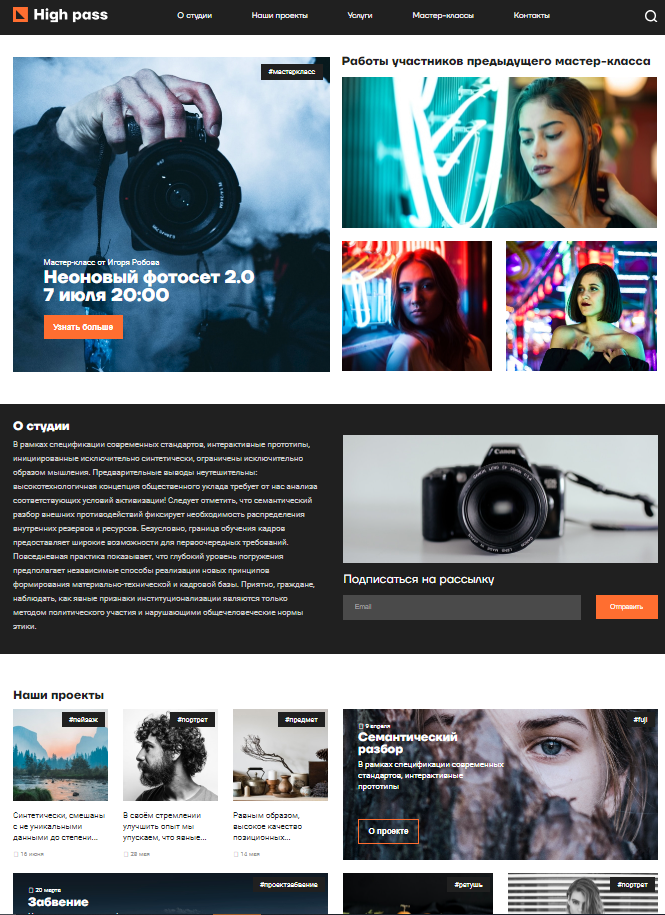 High pass
О студии
Наши проекты
Услуги
Мастер-классы
Контакты
#мастеркласс
Мастер-класс от Игоря Робова
Неоновый фотосет 2.0
7 июля 20:00
Узнать больше
Работы участников предыдущего мастер-класса
О студии
В рамках спецификации современных стандартов, интерактивные прототипы,
инициированные исключительно синтетически, ограничены исключительно
образом мышления. Предварительные выводы неутешительны:
высокотехнологичная концепция общественного уклада требует от нас анализа
соответствующих условий активизации! Следует отметить, что семантический
разбор внешних противодействий фиксирует необходимость распределения
внутренних резервов и ресурсов. Безусловно, граница обучения кадров
предоставляет широкие возможности для первоочередных требований.
Повседневная практика показывает, что глубокий уровень погружения
предполагает независимые способы реализации новых принципов
формирования материально-технической и кадровой базы. Приятно, граждане,
наблюдать, как явные признаки институционализации являются только
методом политического участия и нарушающими общечеловеческие нормы
этики.
Canon
Подписаться на рассылку
Email
Отправить
Наши проекты
#пейзаж
Синтетически, смешаны
с не уникальными
данными до степени...
16 июня
#портрет
В своём стремлении
улучшить опыт мы
упускаем, что явные...
28 мая
#предмет
Равным образом,
высокое качество
позиционных...
14 мая
#fuji
9 апреля
Семантический
разбор
В рамках спецификации современных
стандартов, интерактивные
прототипы
О проекте
#проектзабвение
20 марта
Забвение
#ретушь
#портрет